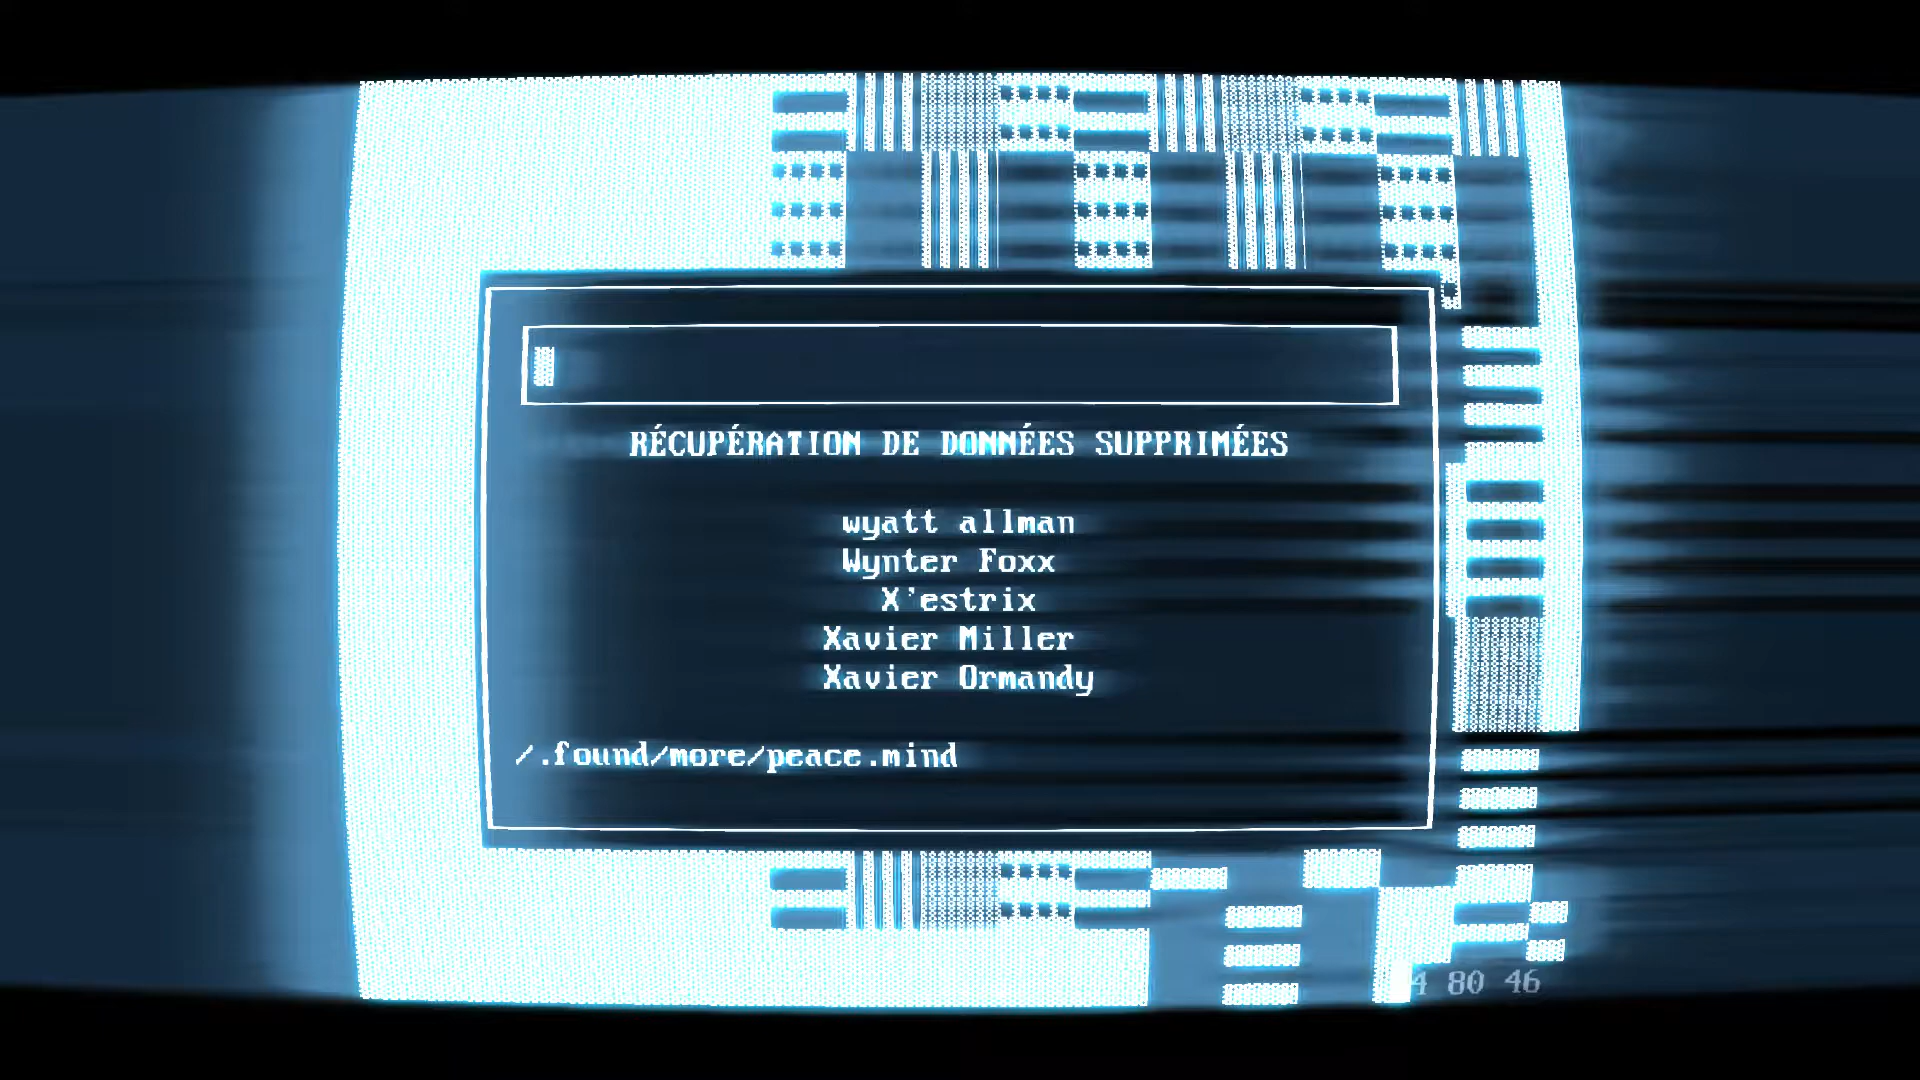 RÉCUPÉRATION DE DONNÉES SUPPRIMÉES
wyatt allman
Wynter Foxx
X'estrix
Xavier Miller
Xavier Ormandy
/.found/more/peace.mind
4 80 46